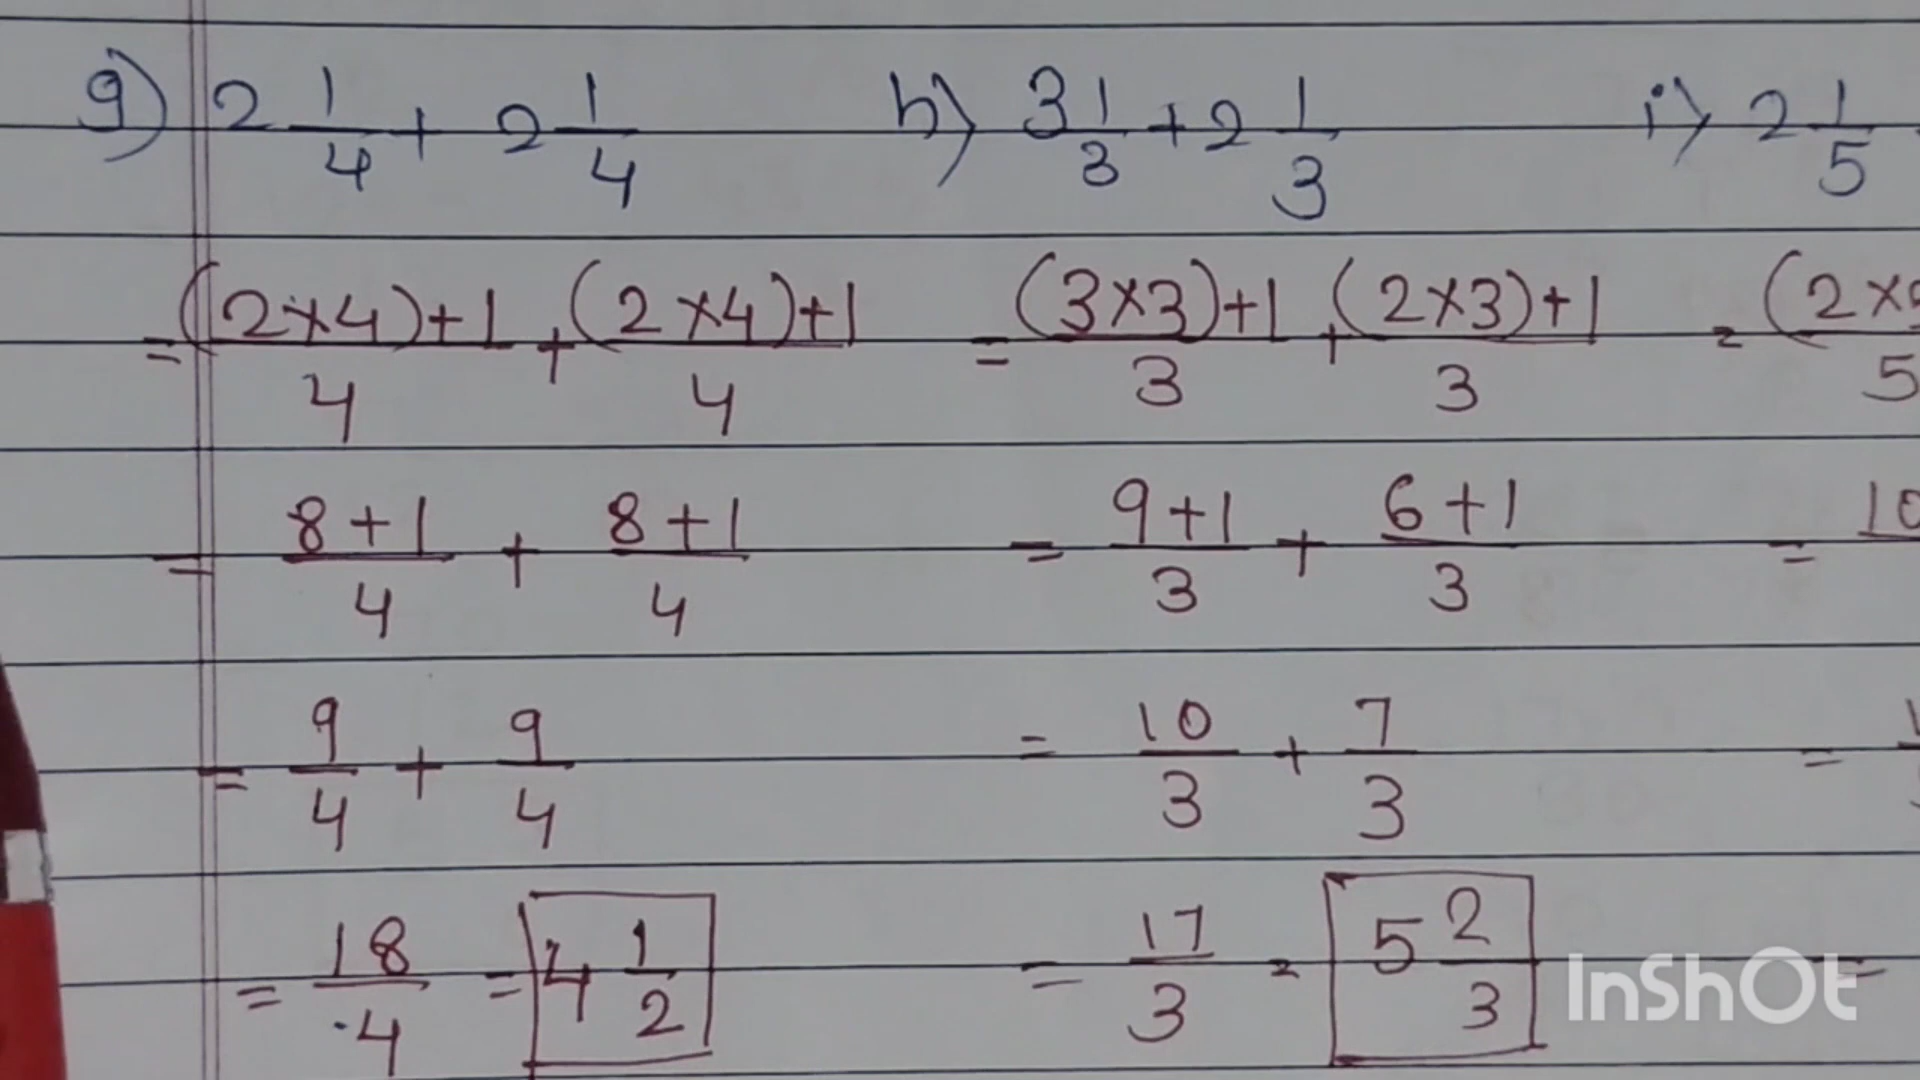 g) 2 1/4 + 2 1/4
= (2×4)+1/4 + (2×4)+1/4
= 8+1/4 + 8+1/4
= 9/4 + 9/4
= 18/4 = 4 1/2
h) 3 1/3 + 2 1/3
= (3×3)+1/3 + (2×3)+1/3
= 9+1/3 + 6+1/3
= 10/3 + 7/3
= 17/3 = 5 2/3
i) 2 1/5
= (2×
5
= 10
=
=
InShOt